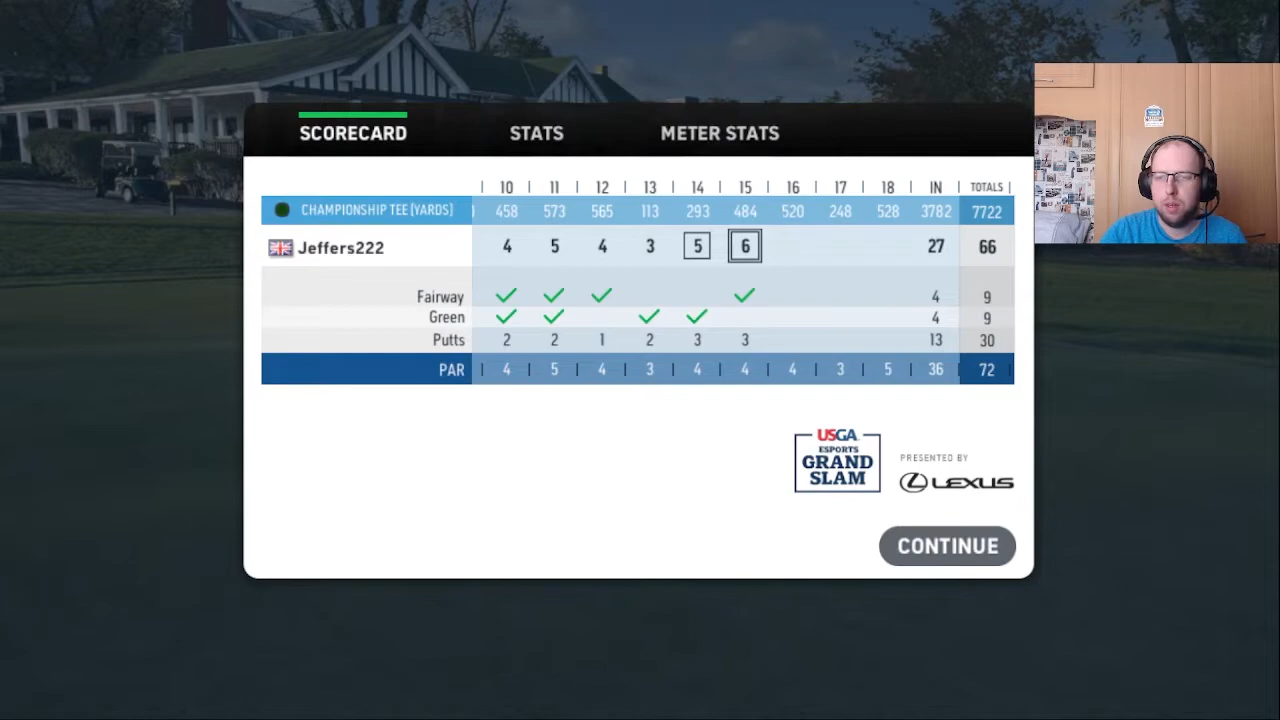 SCORECARD STATS METER STATS
10 11 12 13 14 15 16 17 18 IN TOTALS
CHAMPIONSHIP TEE (YARDS) 458 573 565 113 293 484 520 248 528 3782 7722
Jeffers222 4 5 4 3 5 6 27 66
Fairway 4 9
Green 4 9
Putts 2 2 1 2 3 3 13 30
PAR 4 5 4 3 4 4 4 3 5 36 72
USGA
ESPORTS
GRAND
SLAM
PRESENTED BY
LEXUS
CONTINUE